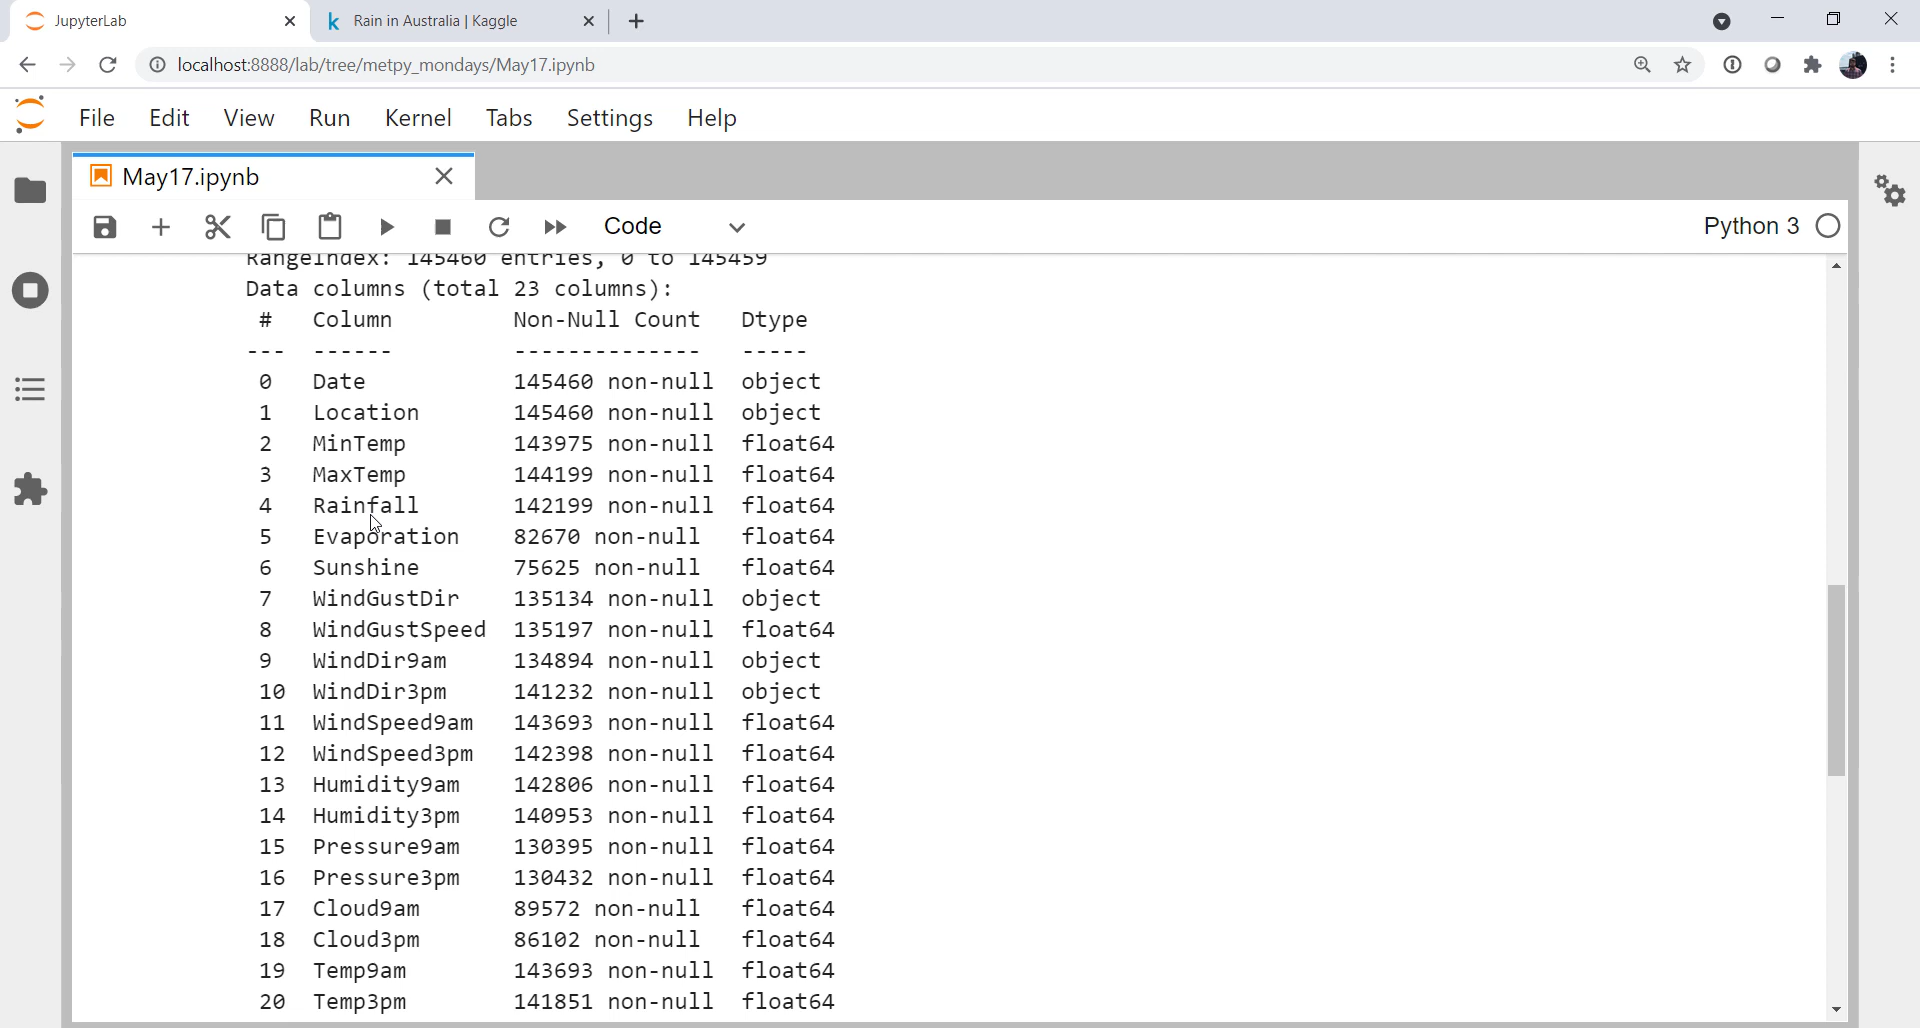 JupyterLab
Rain in Australia | Kaggle
localhost:8888/lab/tree/metpy_mondays/May17.ipynb
File Edit View Run Kernel Tabs Settings Help
May17.ipynb
Code
Python 3
RangeIndex: 145460 entries, 0 to 145459
Data columns (total 23 columns):
# Column Non-Null Count Dtype
--- ------ -------------- -----
0 Date 145460 non-null object
1 Location 145460 non-null object
2 MinTemp 143975 non-null float64
3 MaxTemp 144199 non-null float64
4 Rainfall 142199 non-null float64
5 Evaporation 82670 non-null float64
6 Sunshine 75625 non-null float64
7 WindGustDir 135134 non-null object
8 WindGustSpeed 135197 non-null float64
9 WindDir9am 134894 non-null object
10 WindDir3pm 141232 non-null object
11 WindSpeed9am 143693 non-null float64
12 WindSpeed3pm 142398 non-null float64
13 Humidity9am 142806 non-null float64
14 Humidity3pm 140953 non-null float64
15 Pressure9am 130395 non-null float64
16 Pressure3pm 130432 non-null float64
17 Cloud9am 89572 non-null float64
18 Cloud3pm 86102 non-null float64
19 Temp9am 143693 non-null float64
20 Temp3pm 141851 non-null float64